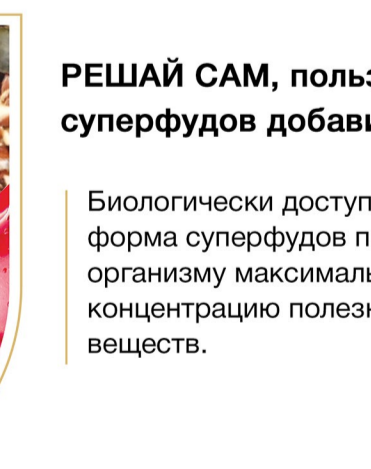 РЕШАЙ САМ, польз
суперфудов добави
Биологически доступ
форма суперфудов п
организму максималь
концентрацию полезн
веществ.